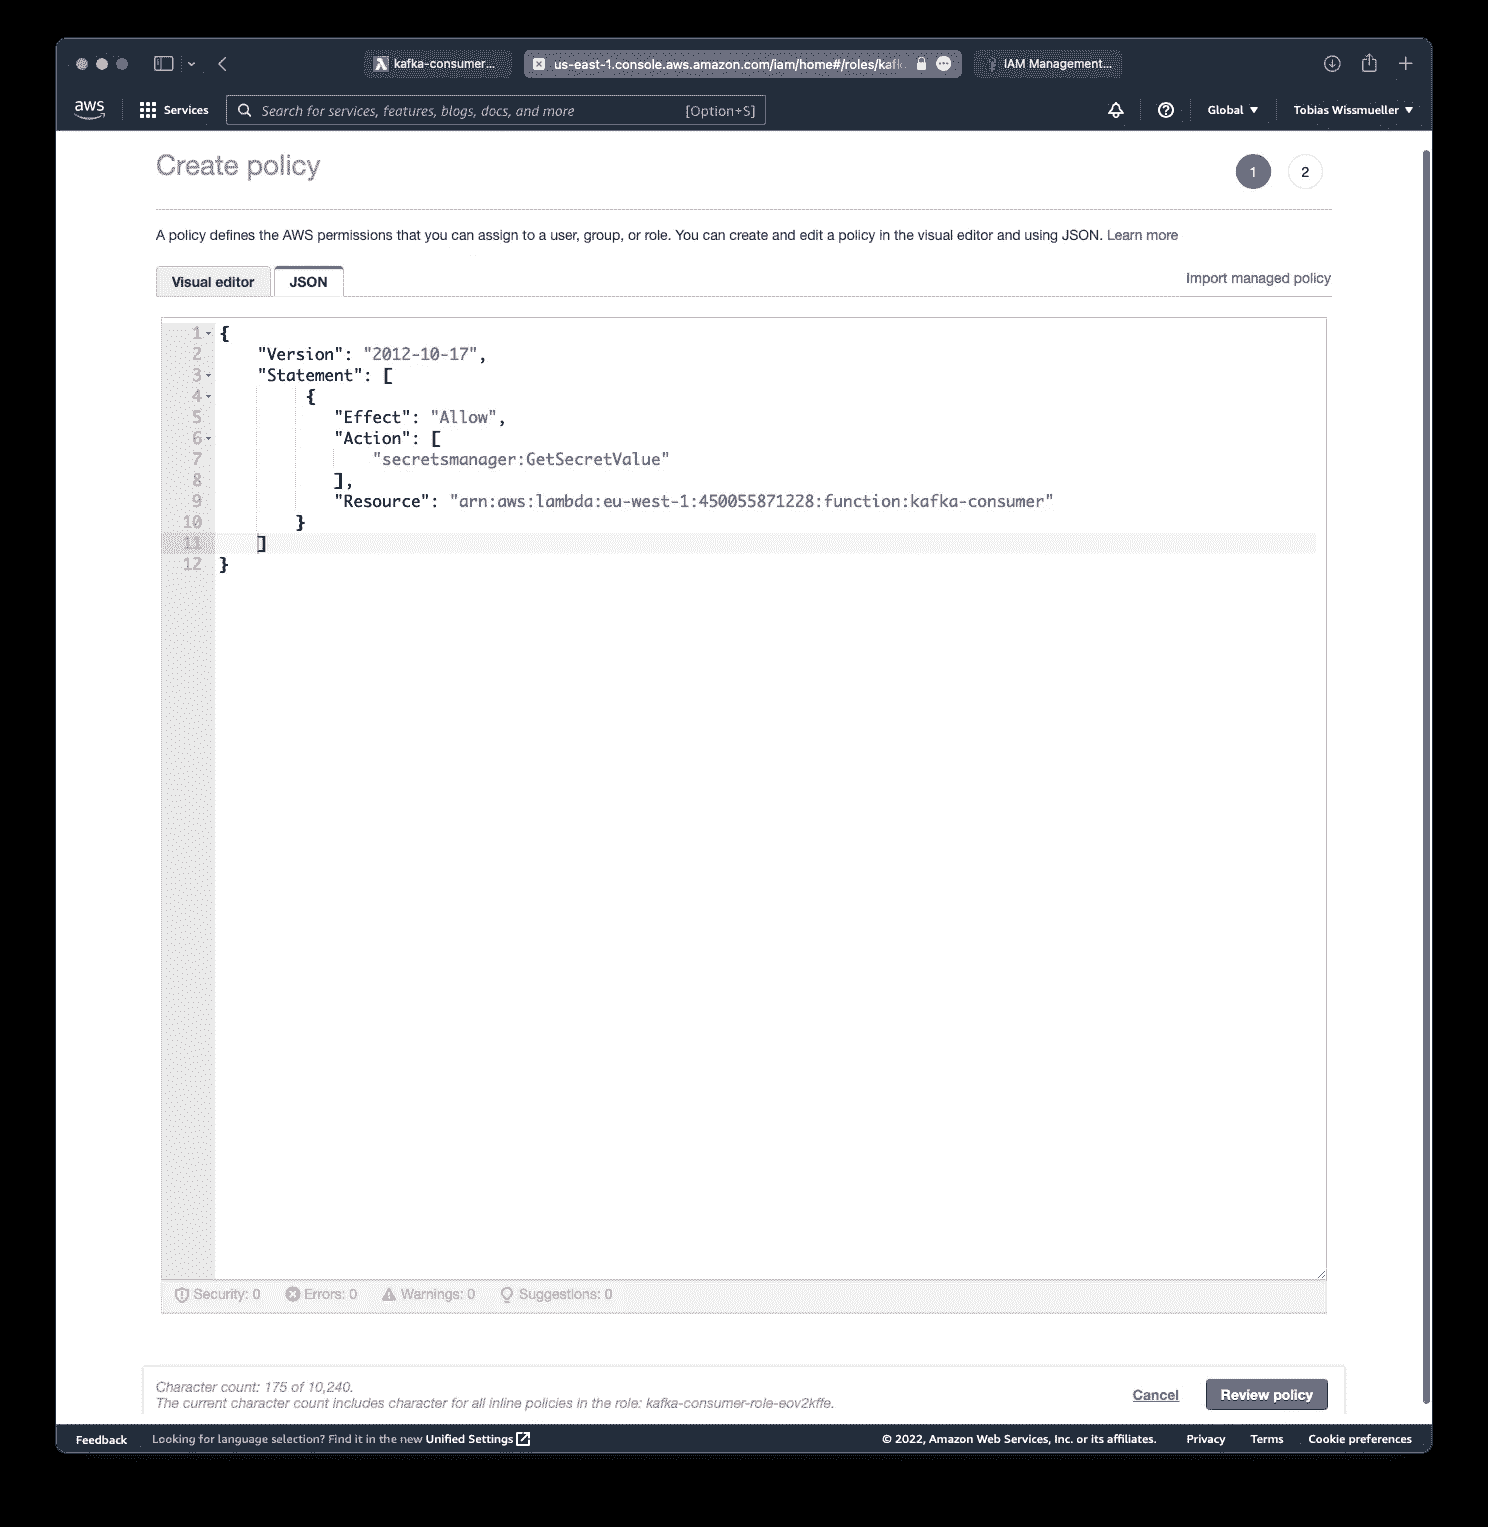 kafka-consumer...
us-east-1.console.aws.amazon.com/iam/home#/roles/kafk
IAM Management...
aws
Services
Search for services, features, blogs, docs, and more
[Option+S]
Global
Tobias Wissmueller
Create policy
1
2
A policy defines the AWS permissions that you can assign to a user, group, or role. You can create and edit a policy in the visual editor and using JSON. Learn more
Visual editor
JSON
Import managed policy
1 {
2 "Version": "2012-10-17",
3 "Statement": [
4 {
5 "Effect": "Allow",
6 "Action": [
7 "secretsmanager:GetSecretValue"
8 ],
9 "Resource": "arn:aws:lambda:eu-west-1:450055871228:function:kafka-consumer"
10 }
11 ]
12 }
Security: 0
Errors: 0
Warnings: 0
Suggestions: 0
Character count: 175 of 10,240.
The current character count includes character for all inline policies in the role: kafka-consumer-role-eov2kffe.
Cancel
Review policy
Feedback
Looking for language selection? Find it in the new Unified Settings
© 2022, Amazon Web Services, Inc. or its affiliates.
Privacy
Terms
Cookie preferences